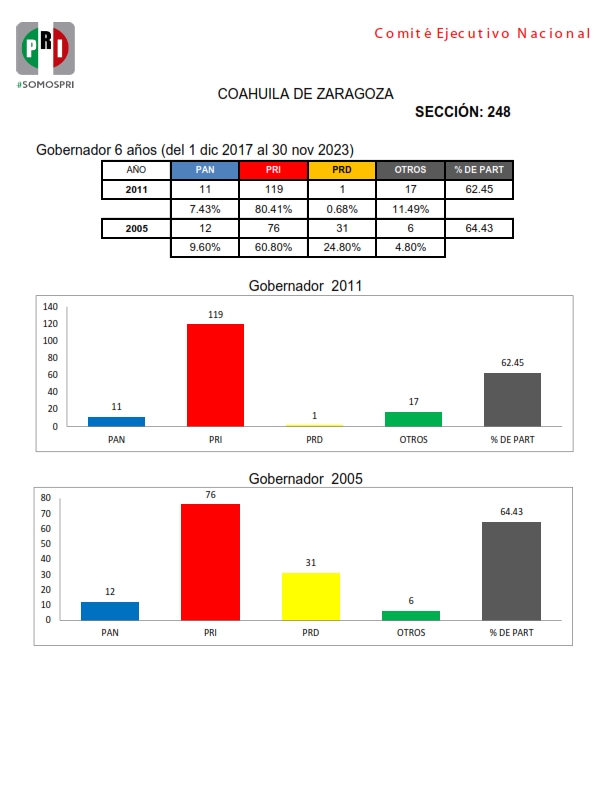 PRI
#SOMOSPRI
Comité Ejecutivo Nacional
COAHUILA DE ZARAGOZA
SECCIÓN: 248
Gobernador 6 años (del 1 dic 2017 al 30 nov 2023)
AÑO PAN PRI PRD OTROS % DE PART
2011 11 119 1 17 62.45
7.43% 80.41% 0.68% 11.49%
2005 12 76 31 6 64.43
9.60% 60.80% 24.80% 4.80%
Gobernador 2011
140
120
100
80
60
40
20
0
11 119 1 17 62.45
PAN PRI PRD OTROS % DE PART
Gobernador 2005
80
70
60
50
40
30
20
10
0
12 76 31 6 64.43
PAN PRI PRD OTROS % DE PART